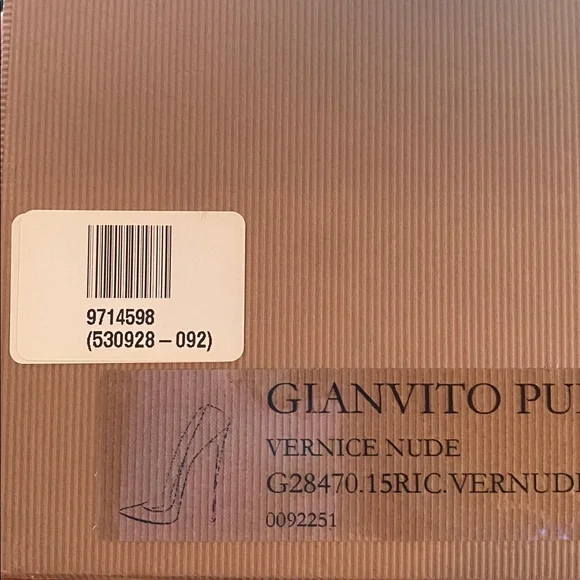 9714598
(530928-092)
GIANVITO PU
VERNICE NUDE
G28470.15RIC.VERNUD
0092251